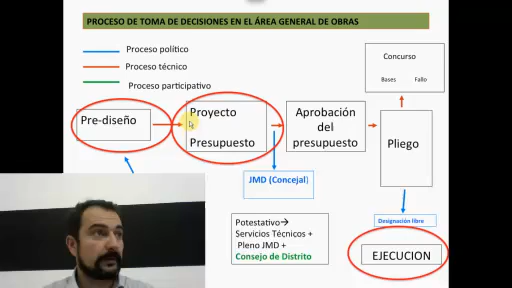 PROCESO DE TOMA DE DECISIONES EN EL ÁREA GENERAL DE OBRAS
Proceso político
Proceso técnico
Proceso participativo
Concurso
Bases Fallo
Pre-diseño
Proyecto
Presupuesto
Aprobación
del
presupuesto
Pliego
JMD (Concejal)
Potestativo→
Servicios Técnicos +
Pleno JMD +
Consejo de Distrito
Designación libre
EJECUCION